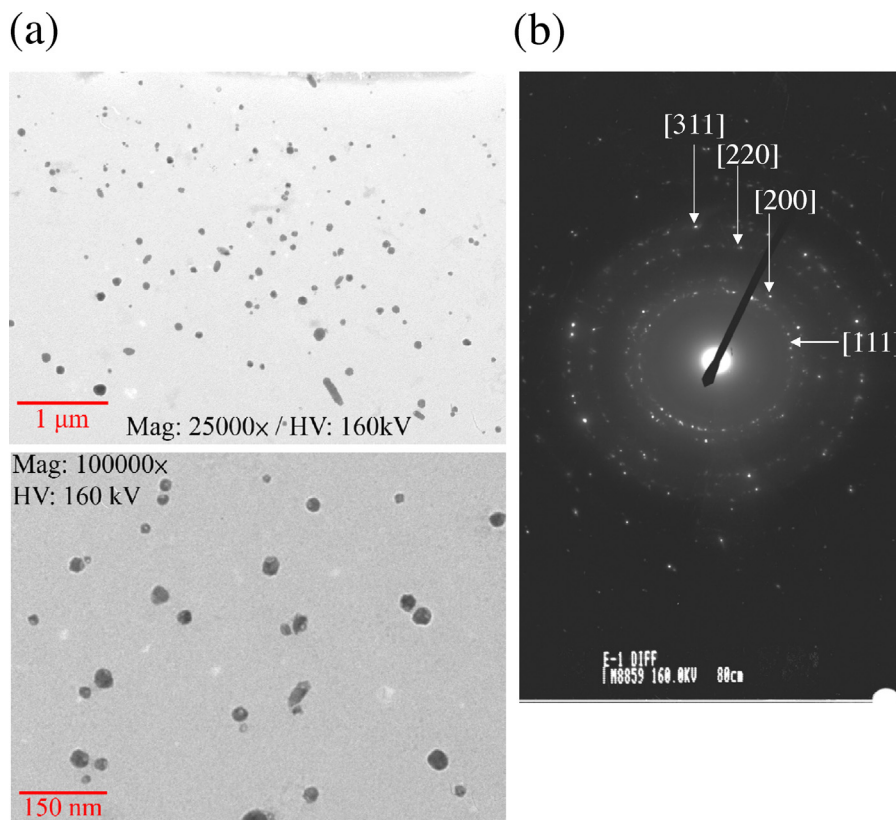 (a)
(b)
1 μm
Mag: 25000× / HV: 160kV
Mag: 100000×
HV: 160 kV
150 nm
[311]
[220]
[200]
[111]
E-1 DIFF
M8859 160.0KV 80cm